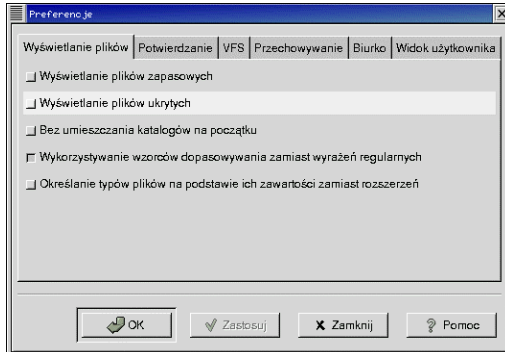 Preferencje
Wyświetlanie plików Potwierdzanie VFS Przechowywanie Biurko Widok użytkownika
Wyświetlanie plików zapasowych
Wyświetlanie plików ukrytych
Bez umieszczania katalogów na początku
Wykorzystywanie wzorców dopasowywania zamiast wyrażeń regularnych
Określanie typów plików na podstawie ich zawartości zamiast rozszerzeń
OK Zastosuj Zamknij Pomoc